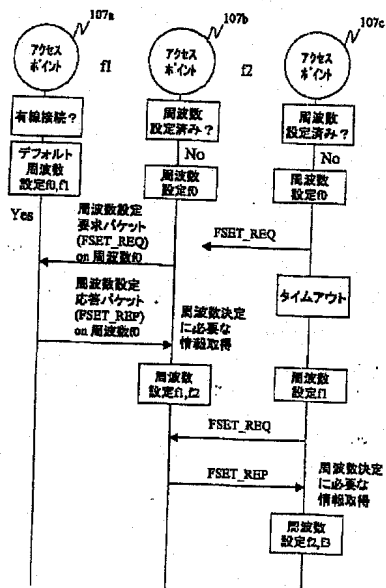 107a
107b
107c
アクセス
ポイント
f1
アクセス
ポイント
f2
アクセス
ポイント
有線接続？
周波数
設定済み？
周波数
設定済み？
デフォルト
周波数
設定f0,f1
No
No
周波数
設定f0
周波数
設定f0
Yes
周波数設定
要求パケット
(FSET_REQ)
on 周波数f0
FSET_REQ
周波数設定
応答パケット
(FSET_REP)
on 周波数f0
タイムアウト
周波数決定
に必要な
情報取得
周波数
設定f1,f2
周波数
設定f1
FSET_REQ
FSET_REP
周波数決定
に必要な
情報取得
周波数
設定f2,f3